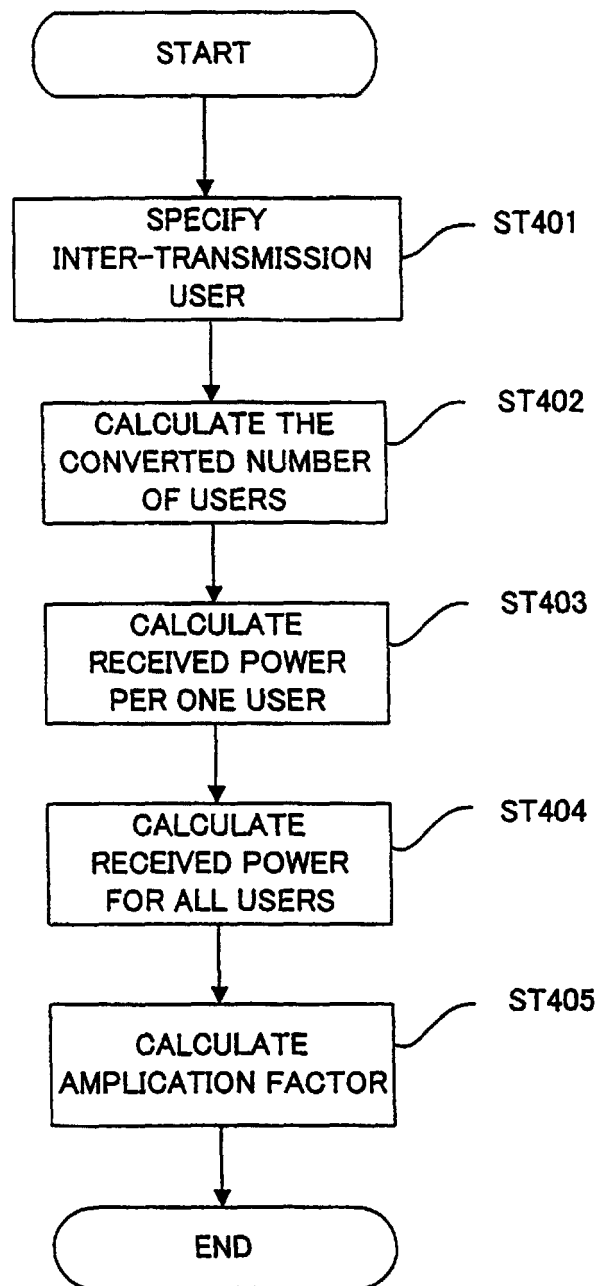 START
SPECIFY
INTER-TRANSMISSION
USER
ST401
CALCULATE THE
CONVERTED NUMBER
OF USERS
ST402
CALCULATE
RECEIVED POWER
PER ONE USER
ST403
CALCULATE
RECEIVED POWER
FOR ALL USERS
ST404
CALCULATE
AMPLICATION FACTOR
ST405
END